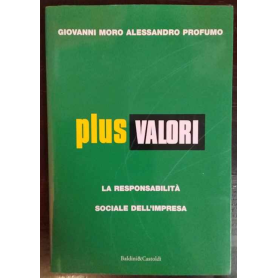 GIOVANNI MORO ALESSANDRO PROFUMO
plus VALORI
LA RESPONSABILITÀ
SOCIALE DELL'IMPRESA
Baldini&Castoldi